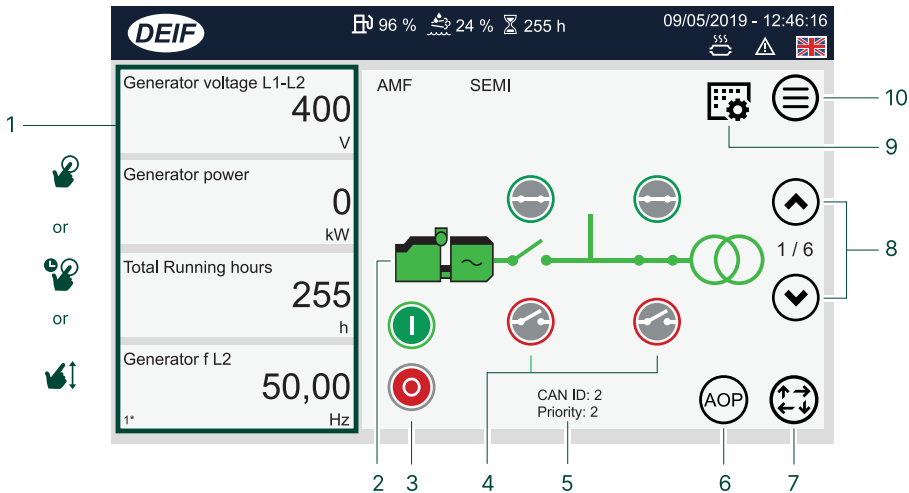 DEIF
96 % 24 % 255 h
09/05/2019 - 12:46:16
Generator voltage L1-L2
400
V
Generator power
0
kW
Total Running hours
255
h
Generator f L2
50,00
1* Hz
AMF SEMI
1 / 6
CAN ID: 2
Priority: 2
AOP
1
or
or
2 3 4 5 6 7
8
9
10